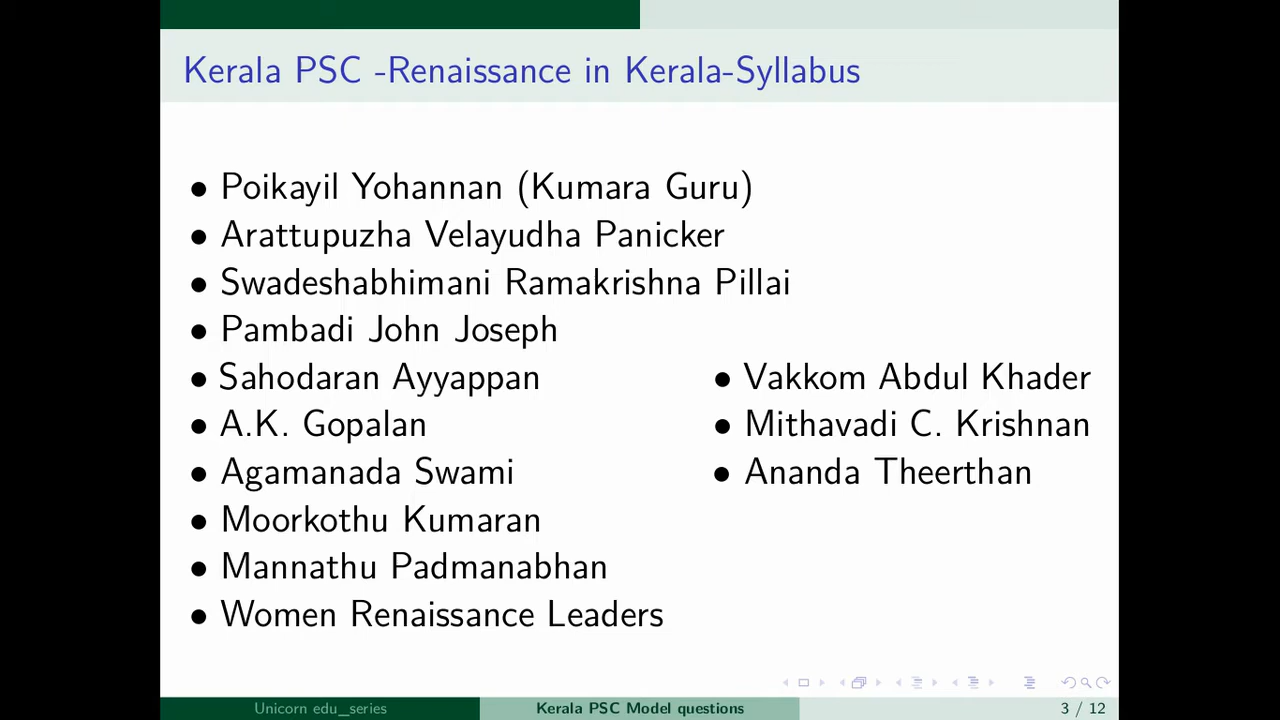 Kerala PSC -Renaissance in Kerala-Syllabus
• Poikayil Yohannan (Kumara Guru)
• Arattupuzha Velayudha Panicker
• Swadeshabhimani Ramakrishna Pillai
• Pambadi John Joseph
• Sahodaran Ayyappan
• A.K. Gopalan
• Agamanada Swami
• Moorkothu Kumaran
• Mannathu Padmanabhan
• Women Renaissance Leaders
• Vakkom Abdul Khader
• Mithavadi C. Krishnan
• Ananda Theerthan
Unicorn edu_series
Kerala PSC Model questions
3 / 12